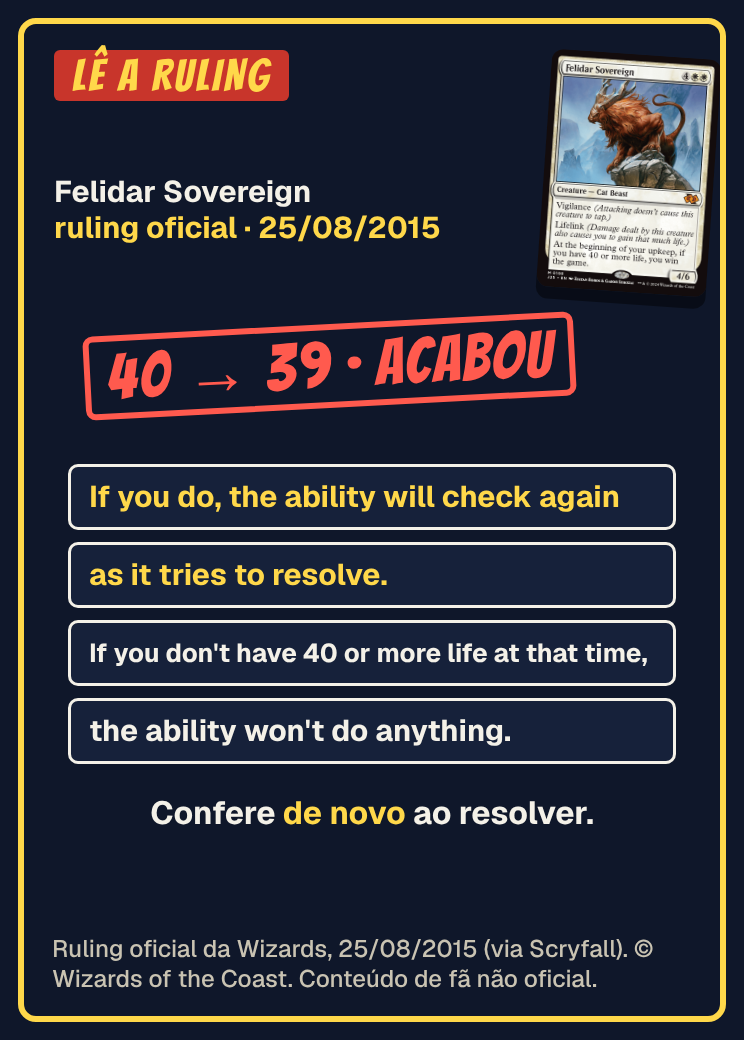 LÊ A RULING
Felidar Sovereign
ruling oficial · 25/08/2015
Felidar Sovereign
4
Creature — Cat Beast
Vigilance (Attacking doesn't cause this
creature to tap.)
Lifelink (Damage dealt by this creature
also causes you to gain that much life.)
At the beginning of your upkeep, if
you have 40 or more life, you win
the game.
4/6
40 → 39 · ACABOU
If you do, the ability will check again
as it tries to resolve.
If you don't have 40 or more life at that time,
the ability won't do anything.
Confere de novo ao resolver.
Ruling oficial da Wizards, 25/08/2015 (via Scryfall). ©
Wizards of the Coast. Conteúdo de fã não oficial.